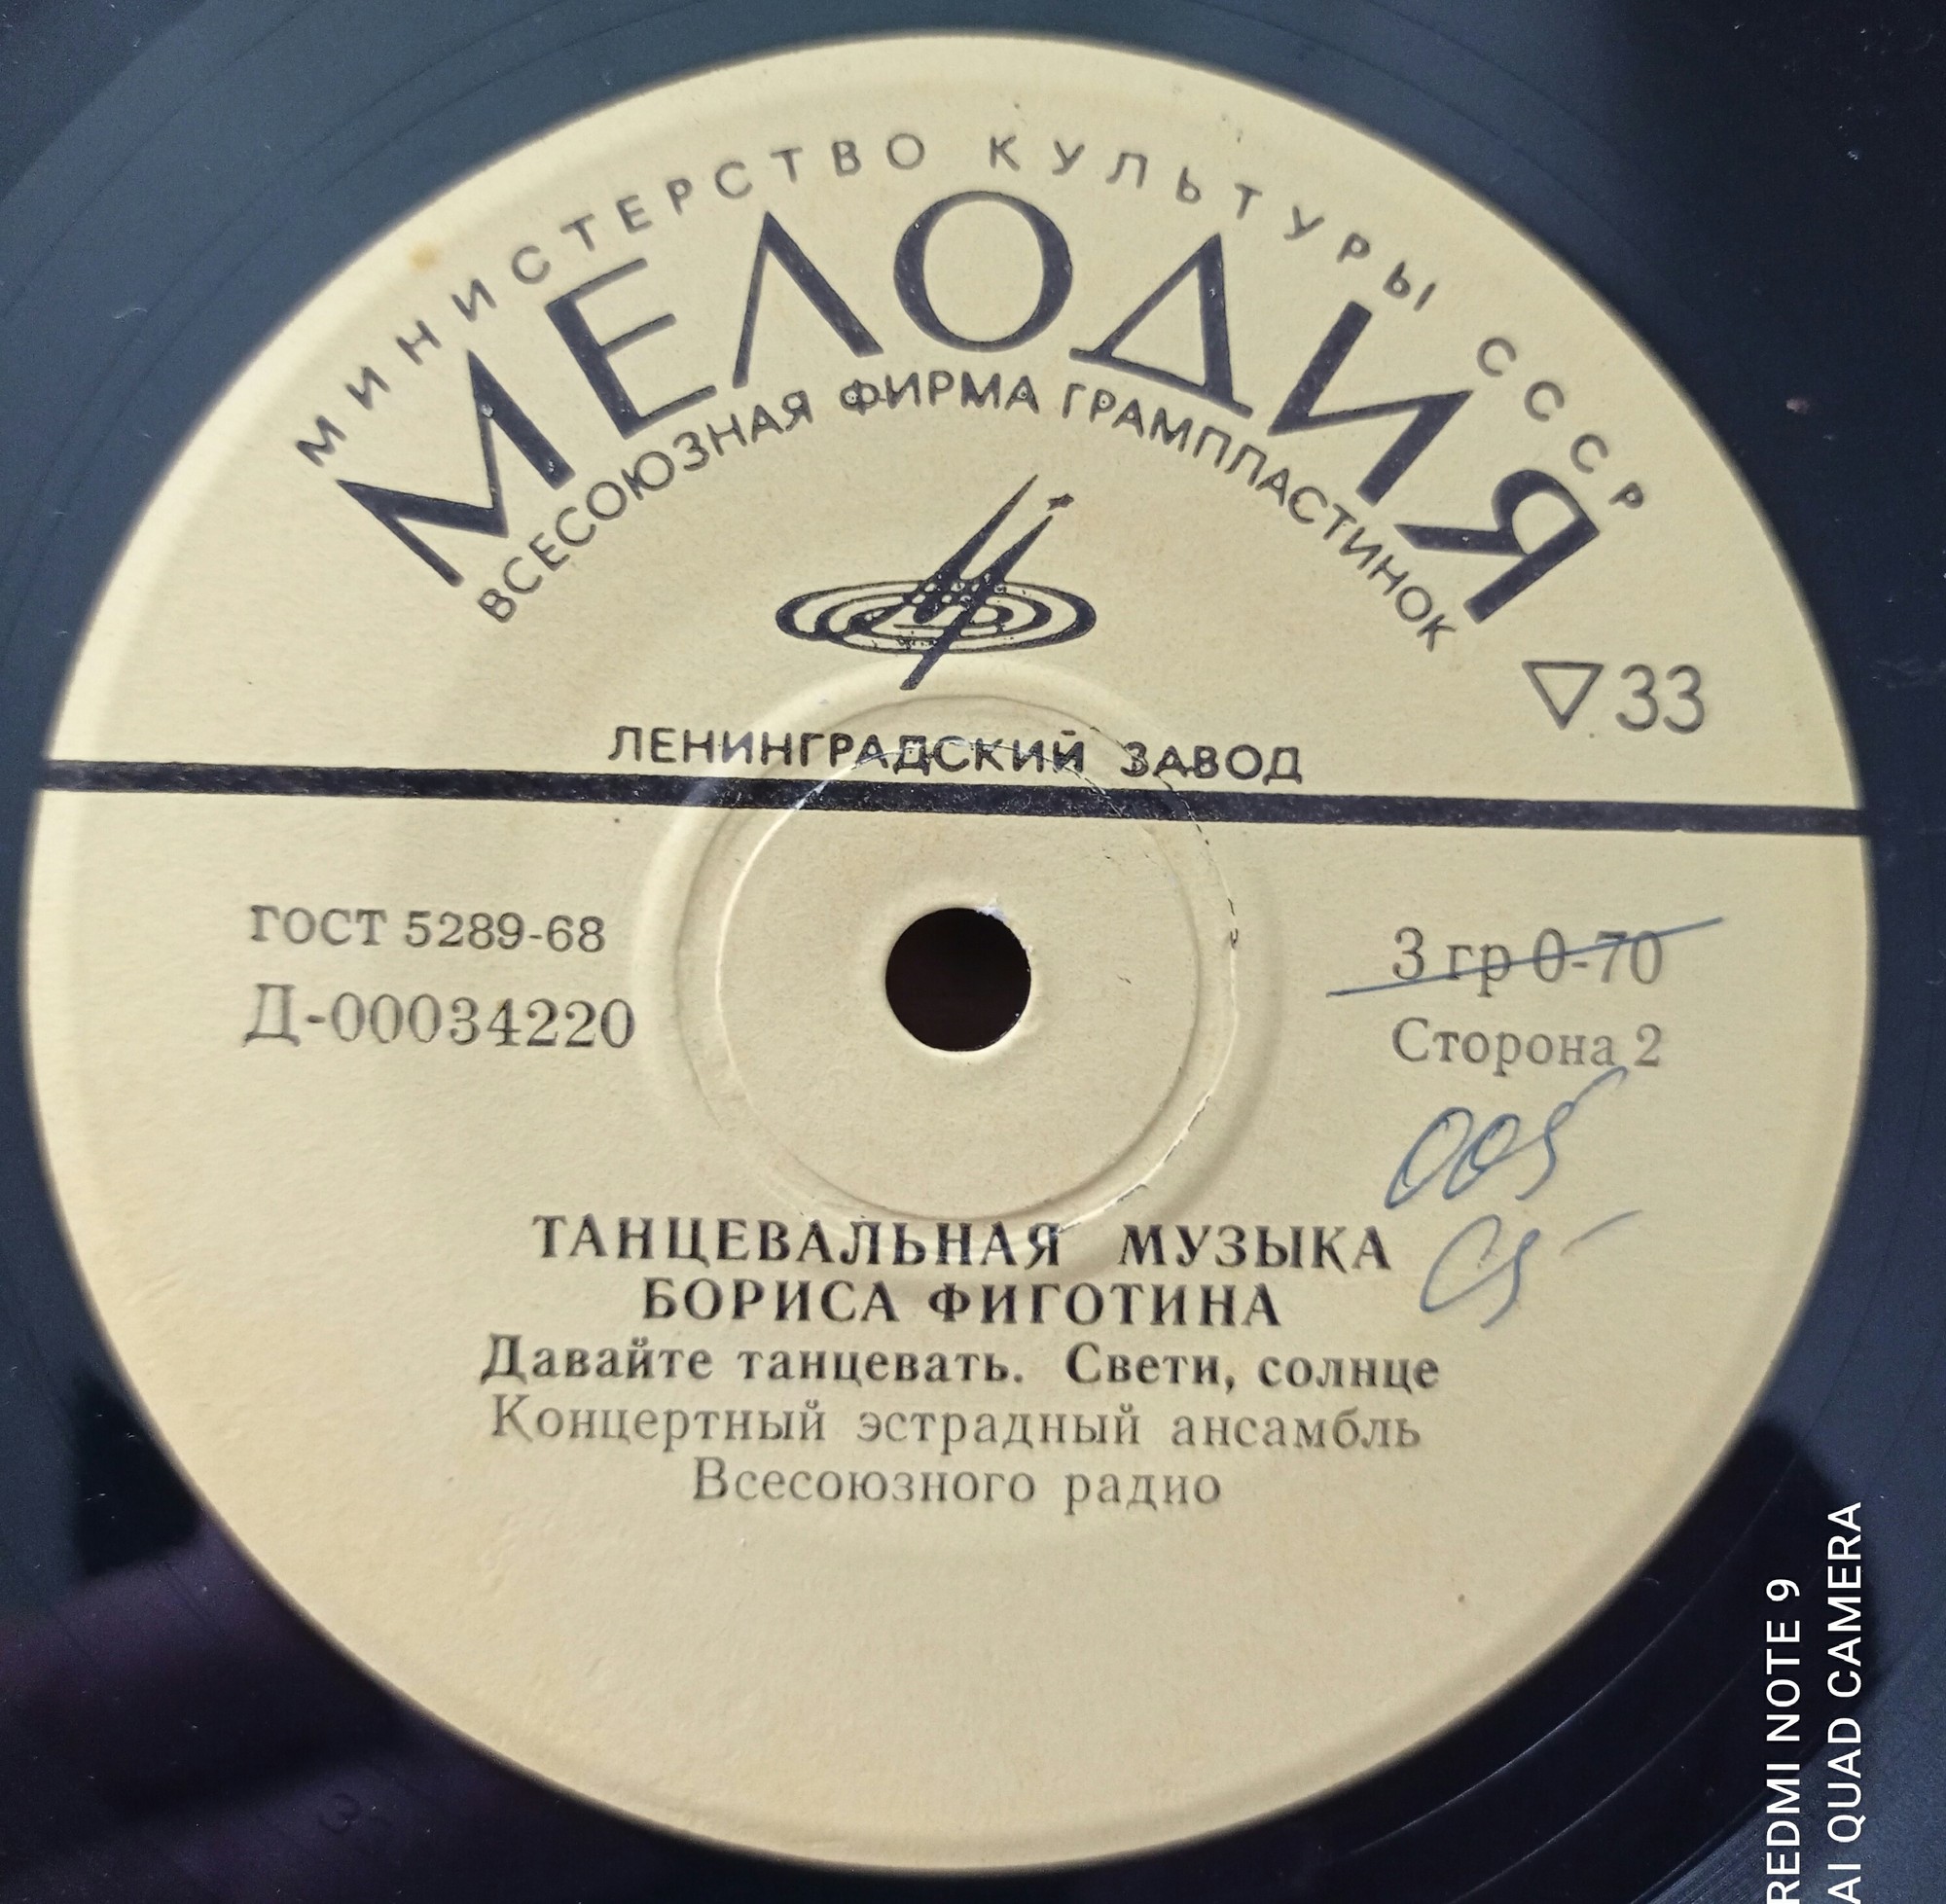 МИНИСТЕРСТВО КУЛЬТУРЫ СССР
МЕЛОДИЯ
ВСЕСОЮЗНАЯ ФИРМА ГРАМПЛАСТИНОК
▽33
ЛЕНИНГРАДСКИЙ ЗАВОД
ГОСТ 5289-68
3 гр 0-70
Д-00034220
Сторона 2
ТАНЦЕВАЛЬНАЯ МУЗЫКА
БОРИСА ФИГОТИНА
Давайте танцевать. Свети, солнце
Концертный эстрадный ансамбль
Всесоюзного радио
REDMI NOTE 9
AI QUAD CAMERA